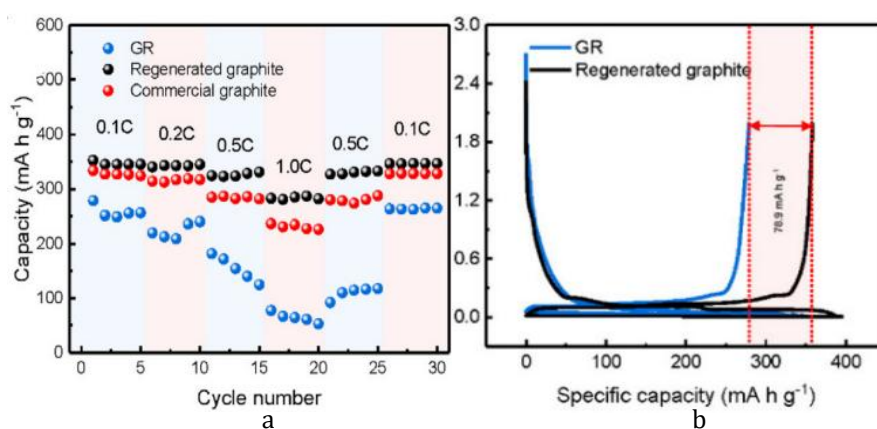 600
500
400
300
200
100
0
GR
Regenerated graphite
Commercial graphite
0.1C
0.2C
0.5C
1.0C
0.5C
0.1C
0 5 10 15 20 25 30
Capacity (mA h g⁻¹)
Cycle number
a
3.0
2.4
1.8
1.2
0.6
0.0
GR
Regenerated graphite
78.9 mA h g⁻¹
0 100 200 300 400
Specific capacity (mA h g⁻¹)
b